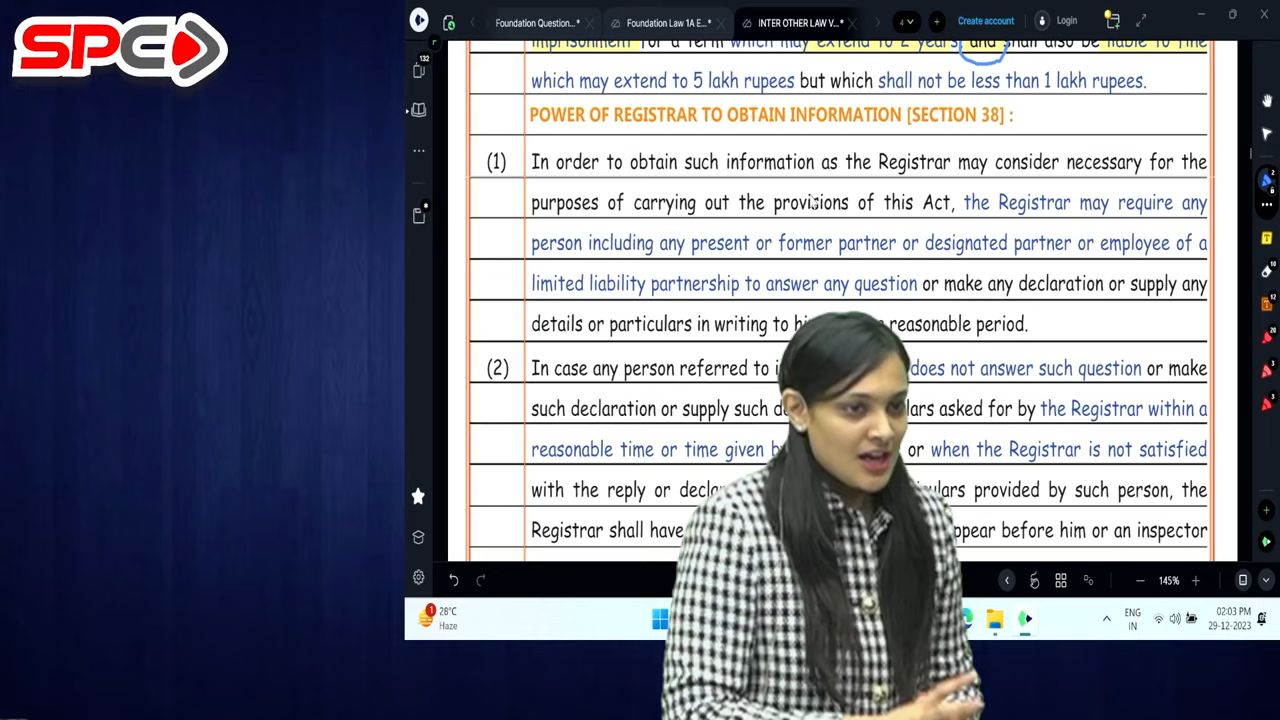 SPC
Foundation Question...*
Foundation Law 1A E...*
INTER OTHER LAW V...*
4
Create account
Login
132
imprisonment for a term which may extend to 2 years and shall also be liable to fine
which may extend to 5 lakh rupees but which shall not be less than 1 lakh rupees.
POWER OF REGISTRAR TO OBTAIN INFORMATION [SECTION 38] :
(1) In order to obtain such information as the Registrar may consider necessary for the
purposes of carrying out the provisions of this Act, the Registrar may require any
person including any present or former partner or designated partner or employee of a
limited liability partnership to answer any question or make any declaration or supply any
details or particulars in writing to reasonable period.
(2) In case any person referred to does not answer such question or make
such declaration or supply such asked for by the Registrar within a
reasonable time or time given or when the Registrar is not satisfied
with the reply or provided by such person, the
Registrar shall have before him or an inspector
145%
28°C
Haze
ENG
IN
02:03 PM
29-12-2023